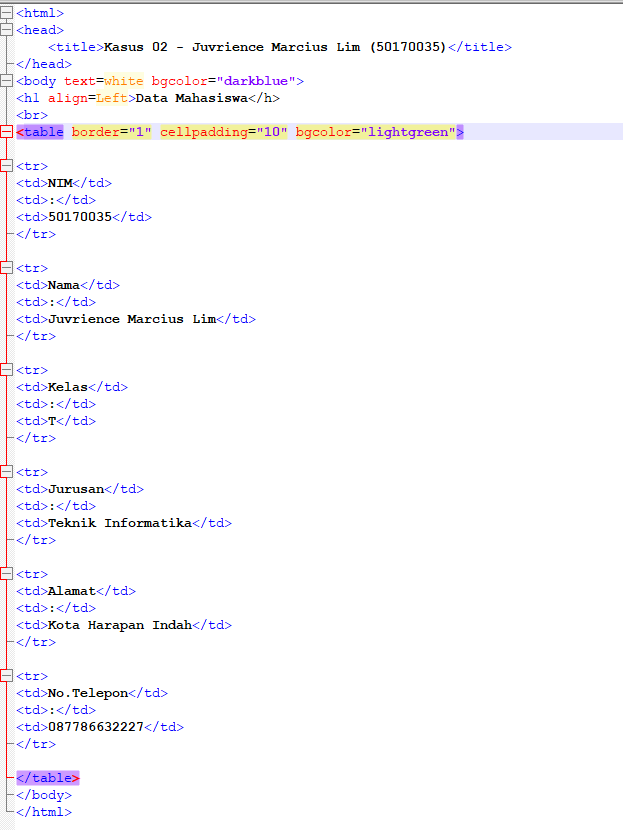 <html>
<head>
<title>Kasus 02 - Juvrience Marcius Lim (50170035)</title>
</head>
<body text=white bgcolor="darkblue">
<h1 align=Left>Data Mahasiswa</h>
<br>
<table border="1" cellpadding="10" bgcolor="lightgreen">
<tr>
<td>NIM</td>
<td>:</td>
<td>50170035</td>
</tr>
<tr>
<td>Nama</td>
<td>:</td>
<td>Juvrience Marcius Lim</td>
</tr>
<tr>
<td>Kelas</td>
<td>:</td>
<td>T</td>
</tr>
<tr>
<td>Jurusan</td>
<td>:</td>
<td>Teknik Informatika</td>
</tr>
<tr>
<td>Alamat</td>
<td>:</td>
<td>Kota Harapan Indah</td>
</tr>
<tr>
<td>No.Telepon</td>
<td>:</td>
<td>087786632227</td>
</tr>
</table>
</body>
</html>